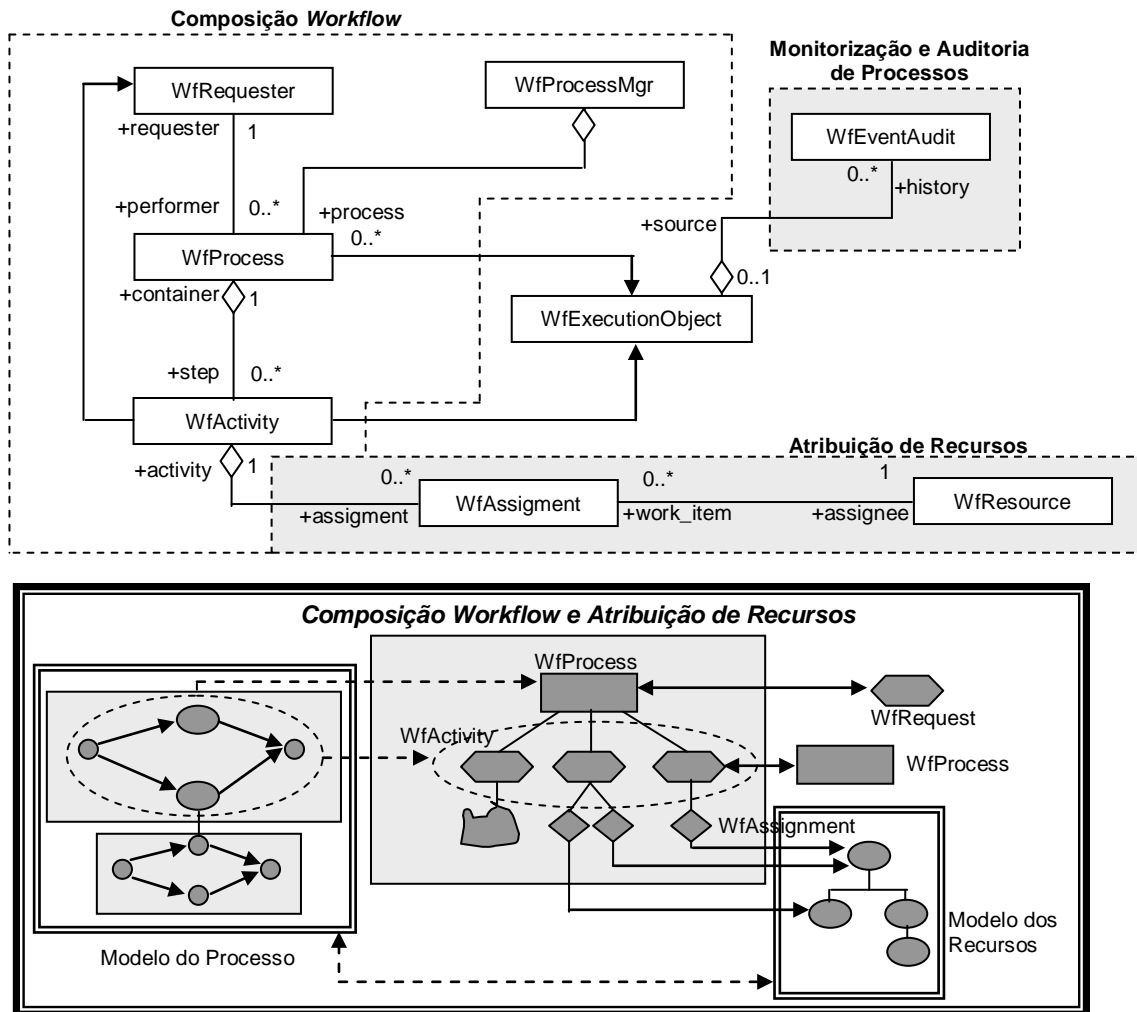 Composição Workflow
Monitorização e Auditoria
de Processos
WfRequester
WfProcessMgr
+requester
1
WfEventAudit
0..*
+history
+performer
0..*
+process
+source
WfProcess
0..*
+container
1
0..1
WfExecutionObject
+step
0..*
WfActivity
Atribuição de Recursos
+activity
1
0..*
0..*
1
WfAssigment
WfResource
+assigment
+work_item
+assignee
Composição Workflow e Atribuição de Recursos
WfProcess
WfRequest
WfActivity
WfProcess
WfAssignment
Modelo dos
Recursos
Modelo do Processo